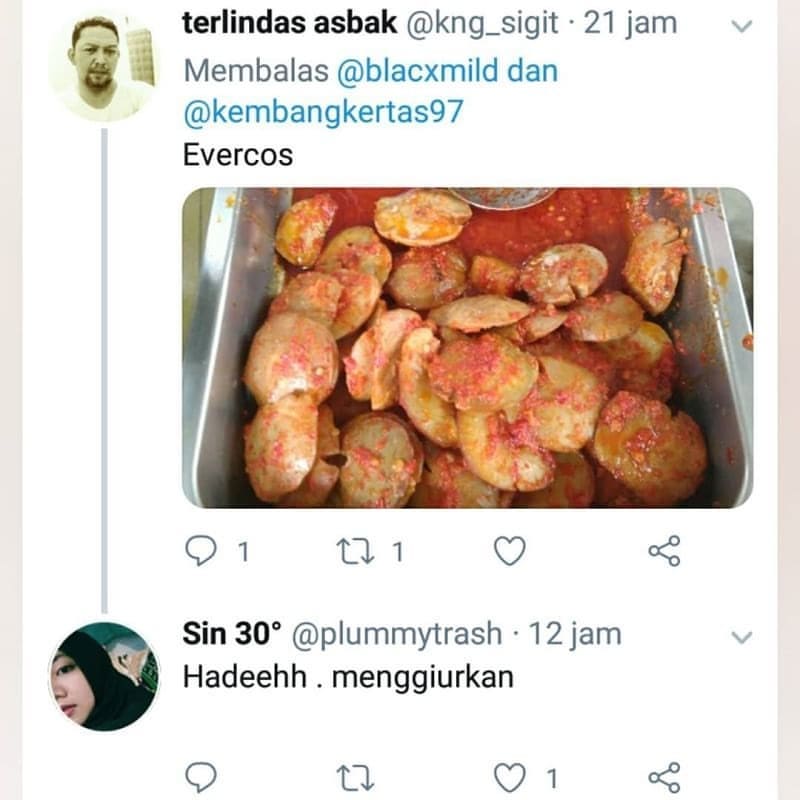 terlindas asbak @kng_sigit · 21 jam
Membalas @blacxmild dan
@kembangkertas97
Evercos
1 1
Sin 30° @plummytrash · 12 jam
Hadeehh . menggiurkan
1